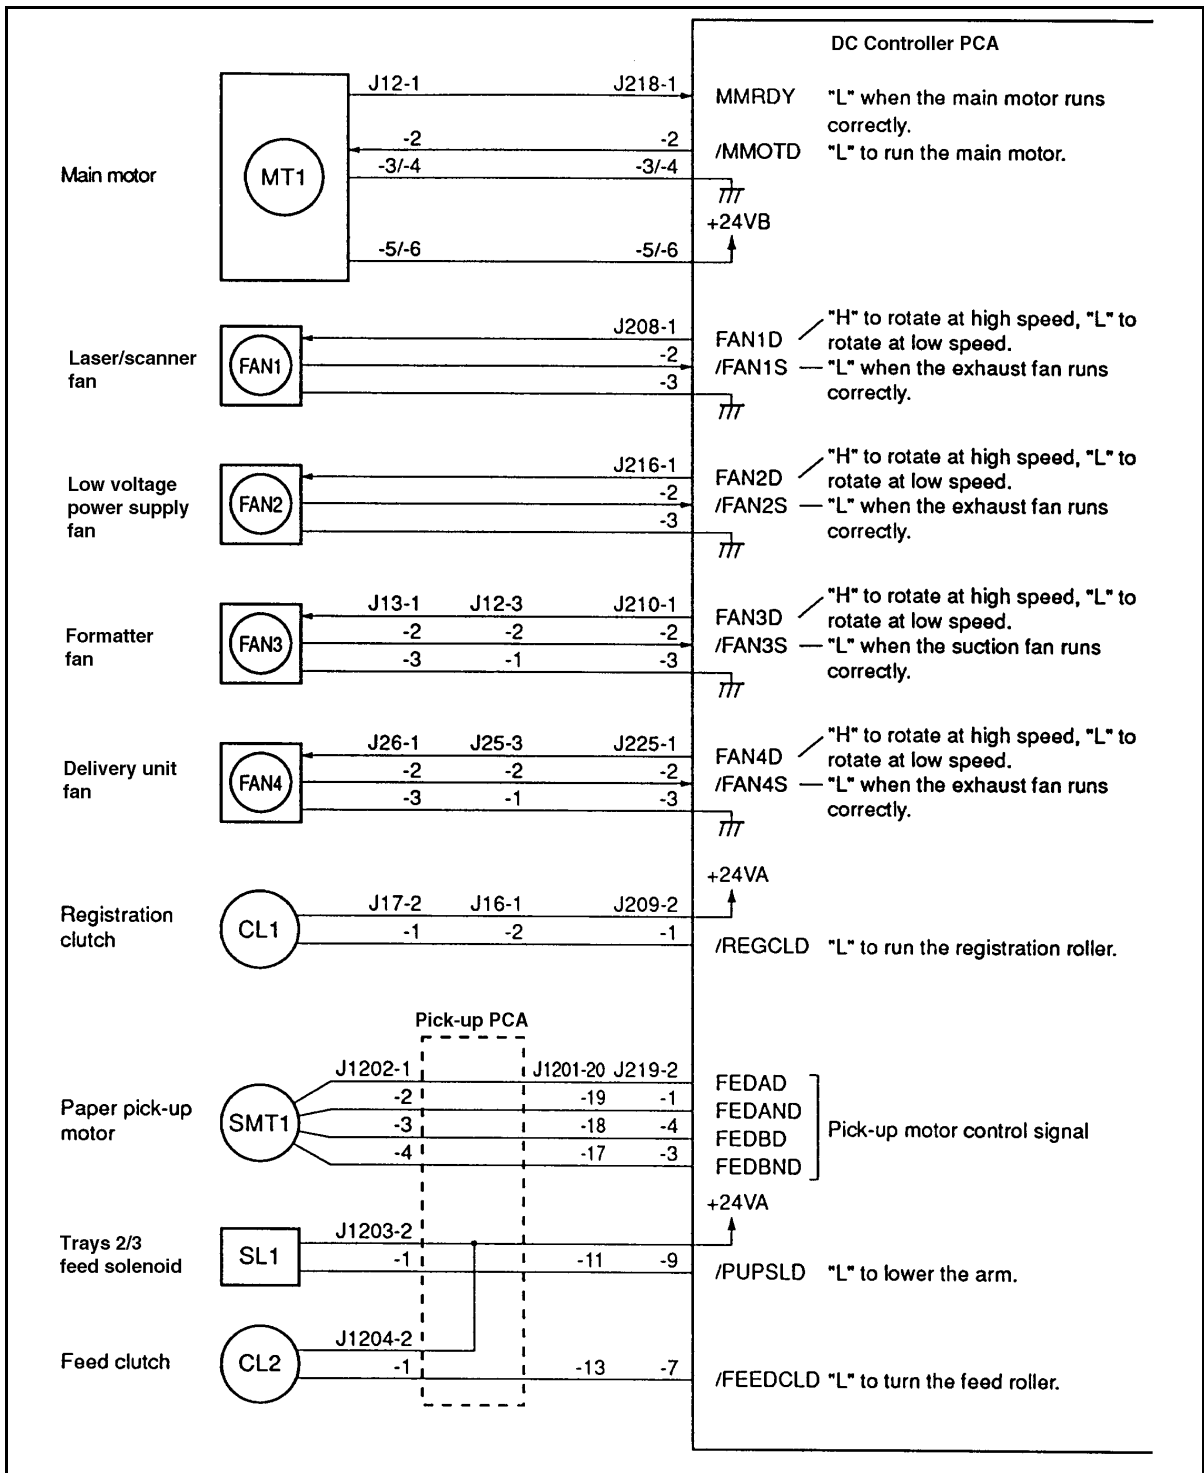 DC Controller PCA
J12-1 J218-1 MMRDY "L" when the main motor runs
correctly.
-2 -2 /MMOTD "L" to run the main motor.
Main motor MT1 -3/-4 -3/-4
+24VB
-5/-6 -5/-6
Laser/scanner
fan
FAN1
J208-1 FAN1D "H" to rotate at high speed, "L" to
rotate at low speed.
-2 /FAN1S "L" when the exhaust fan runs
correctly.
-3
Low voltage
power supply
fan
FAN2
J216-1 FAN2D "H" to rotate at high speed, "L" to
rotate at low speed.
-2 /FAN2S "L" when the exhaust fan runs
correctly.
-3
Formatter
fan
FAN3
J13-1 J12-3 J210-1 FAN3D "H" to rotate at high speed, "L" to
rotate at low speed.
-2 -2 -2 /FAN3S "L" when the suction fan runs
correctly.
-3 -1 -3
Delivery unit
fan
FAN4
J26-1 J25-3 J225-1 FAN4D "H" to rotate at high speed, "L" to
rotate at low speed.
-2 -2 -2 /FAN4S "L" when the exhaust fan runs
correctly.
-3 -1 -3
+24VA
Registration
clutch
CL1
J17-2 J16-1 J209-2
-1 -2 -1 /REGCLD "L" to run the registration roller.
Pick-up PCA
Paper pick-up
motor
SMT1
J1202-1 J1201-20 J219-2 FEDAD
-2 -19 -1 FEDAND
-3 -18 -4 FEDBD
-4 -17 -3 FEDBND
Pick-up motor control signal
+24VA
Trays 2/3
feed solenoid
SL1
J1203-2
-1 -11 -9 /PUPSLD "L" to lower the arm.
Feed clutch CL2
J1204-2
-1 -13 -7 /FEEDCLD "L" to turn the feed roller.